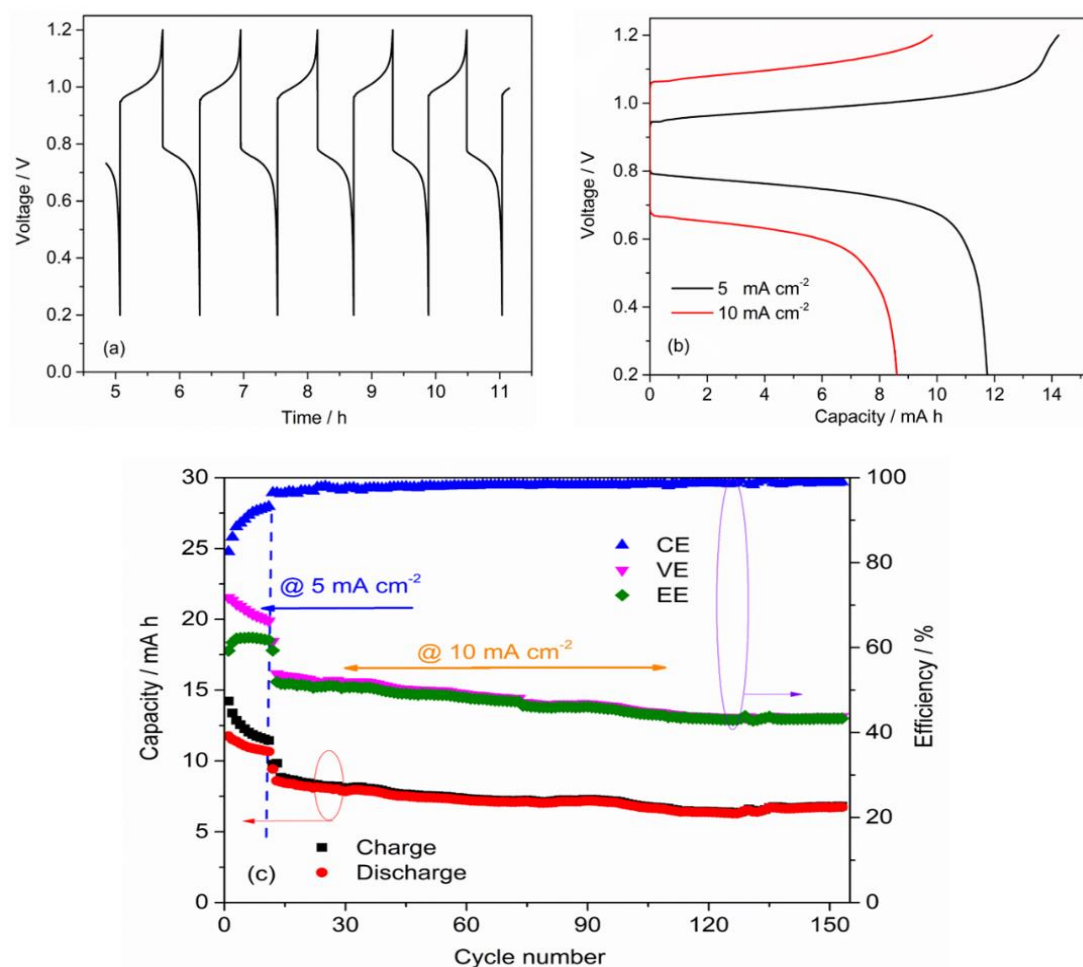 1.2
1.0
0.8
0.6
0.4
0.2
0.0
Voltage / V
(a)
5 6 7 8 9 10 11
Time / h
1.2
1.0
0.8
0.6
0.4
0.2
Voltage / V
5 mA cm⁻²
10 mA cm⁻²
(b)
0 2 4 6 8 10 12 14
Capacity / mA h
30
25
20
15
10
5
0
Capacity / mA h
100
80
60
40
20
0
Efficiency / %
CE
VE
EE
@ 5 mA cm⁻²
@ 10 mA cm⁻²
Charge
Discharge
(c)
0 30 60 90 120 150
Cycle number